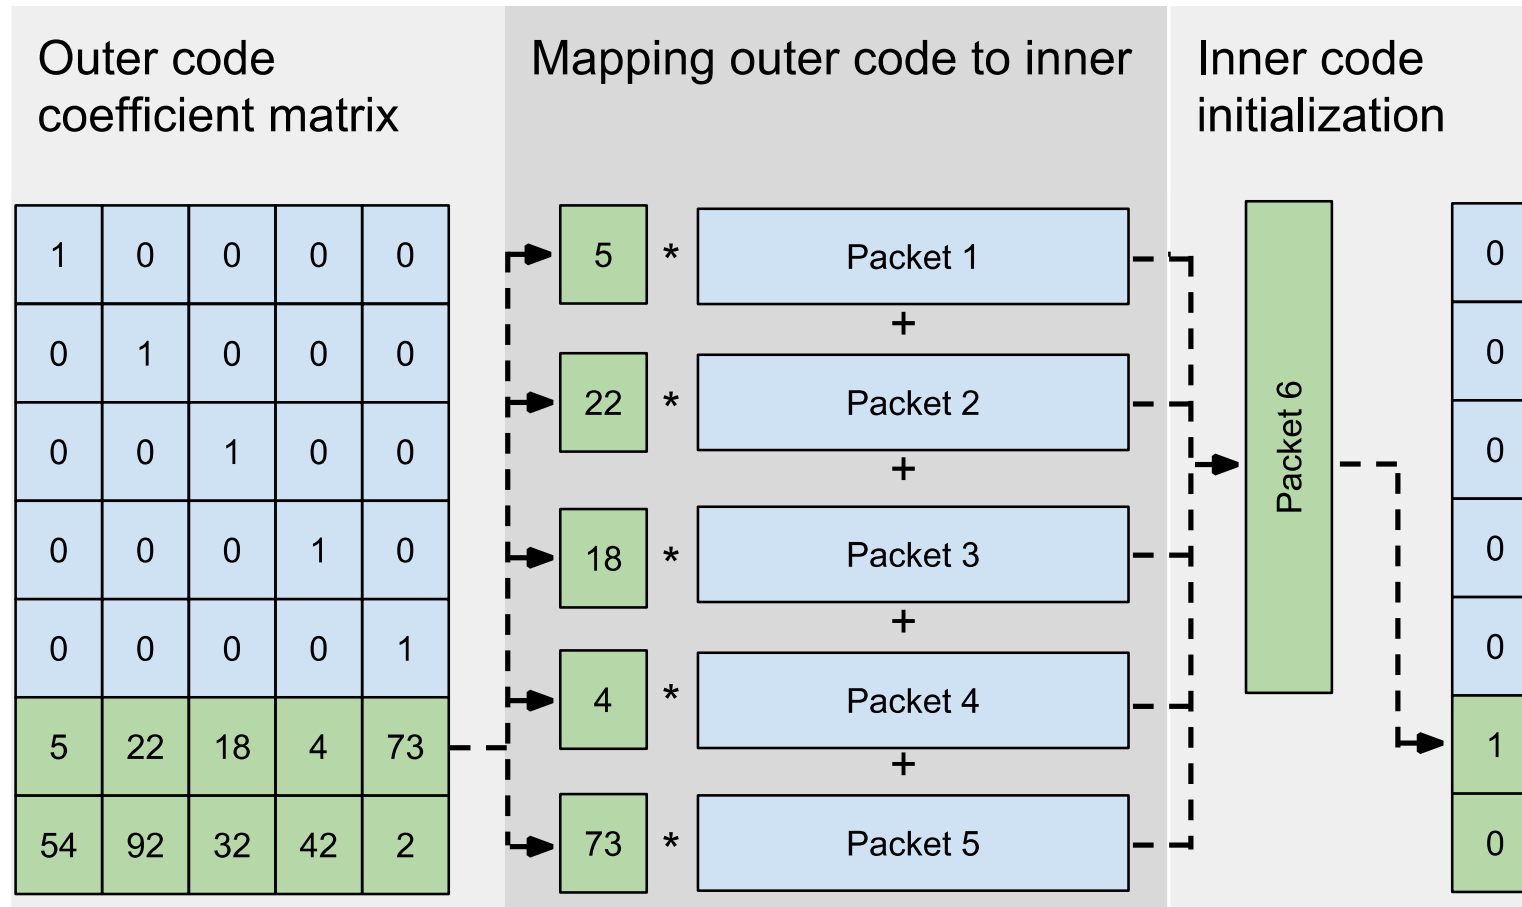 Outer code
coefficient matrix
Mapping outer code to inner
Inner code
initialization
1 0 0 0 0
0 1 0 0 0
0 0 1 0 0
0 0 0 1 0
0 0 0 0 1
5 22 18 4 73
54 92 32 42 2
5 * Packet 1
+
22 * Packet 2
+
18 * Packet 3
+
4 * Packet 4
+
73 * Packet 5
Packet 6
0
0
0
0
0
1
0